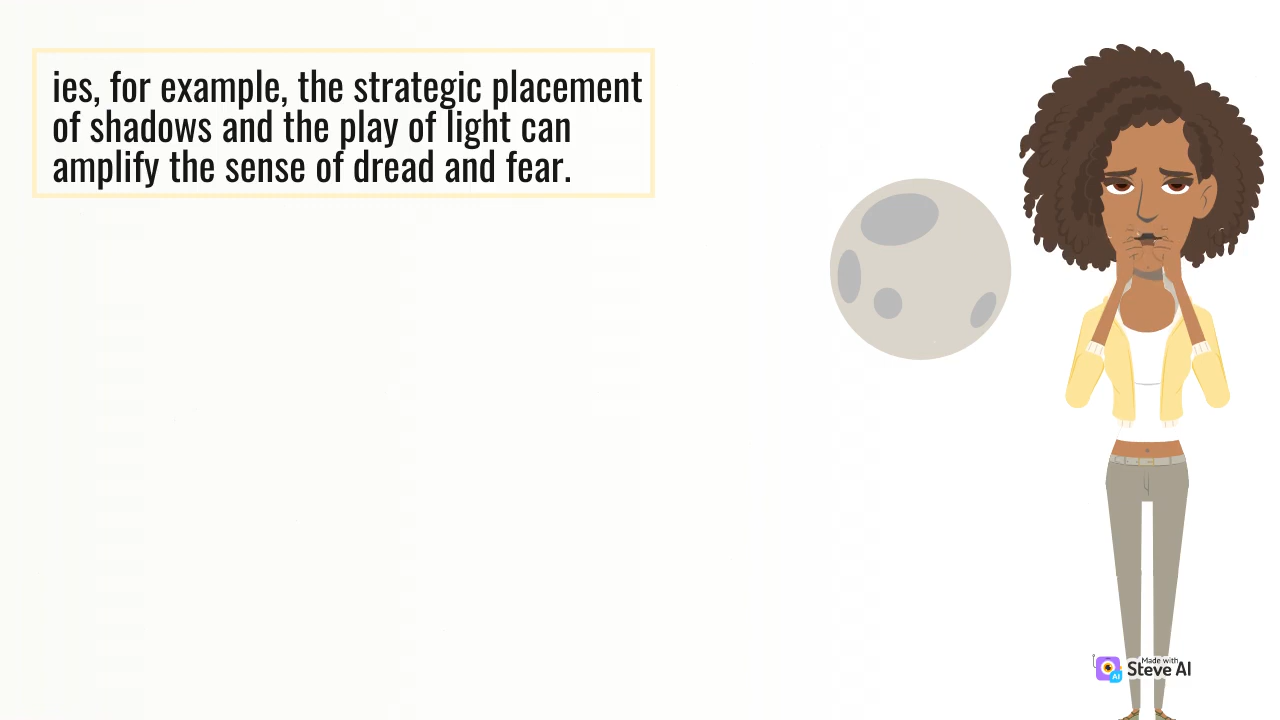 ies, for example, the strategic placement
of shadows and the play of light can
amplify the sense of dread and fear.
Made with
Steve AI
AI